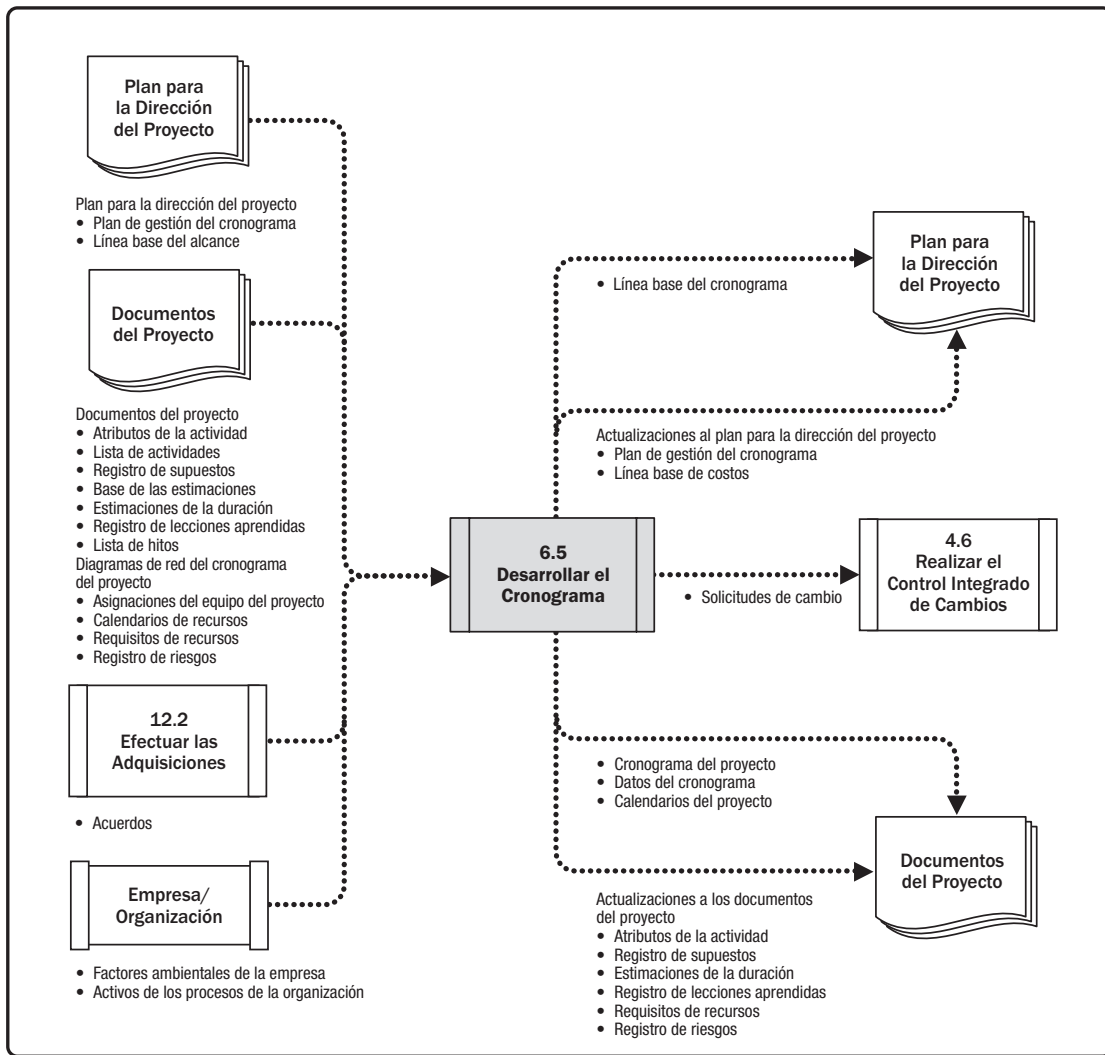 Plan para
la Dirección
del Proyecto
Plan para la dirección del proyecto
• Plan de gestión del cronograma
• Línea base del alcance
Documentos
del Proyecto
Documentos del proyecto
• Atributos de la actividad
• Lista de actividades
• Registro de supuestos
• Base de las estimaciones
• Estimaciones de la duración
• Registro de lecciones aprendidas
• Lista de hitos
Diagramas de red del cronograma
del proyecto
• Asignaciones del equipo del proyecto
• Calendarios de recursos
• Requisitos de recursos
• Registro de riesgos
12.2
Efectuar las
Adquisiciones
• Acuerdos
Empresa/
Organización
• Factores ambientales de la empresa
• Activos de los procesos de la organización
6.5
Desarrollar el
Cronograma
• Línea base del cronograma
Plan para
la Dirección
del Proyecto
Actualizaciones al plan para la dirección del proyecto
• Plan de gestión del cronograma
• Línea base de costos
• Solicitudes de cambio
4.6
Realizar el
Control Integrado
de Cambios
• Cronograma del proyecto
• Datos del cronograma
• Calendarios del proyecto
Documentos
del Proyecto
Actualizaciones a los documentos
del proyecto
• Atributos de la actividad
• Registro de supuestos
• Estimaciones de la duración
• Registro de lecciones aprendidas
• Requisitos de recursos
• Registro de riesgos